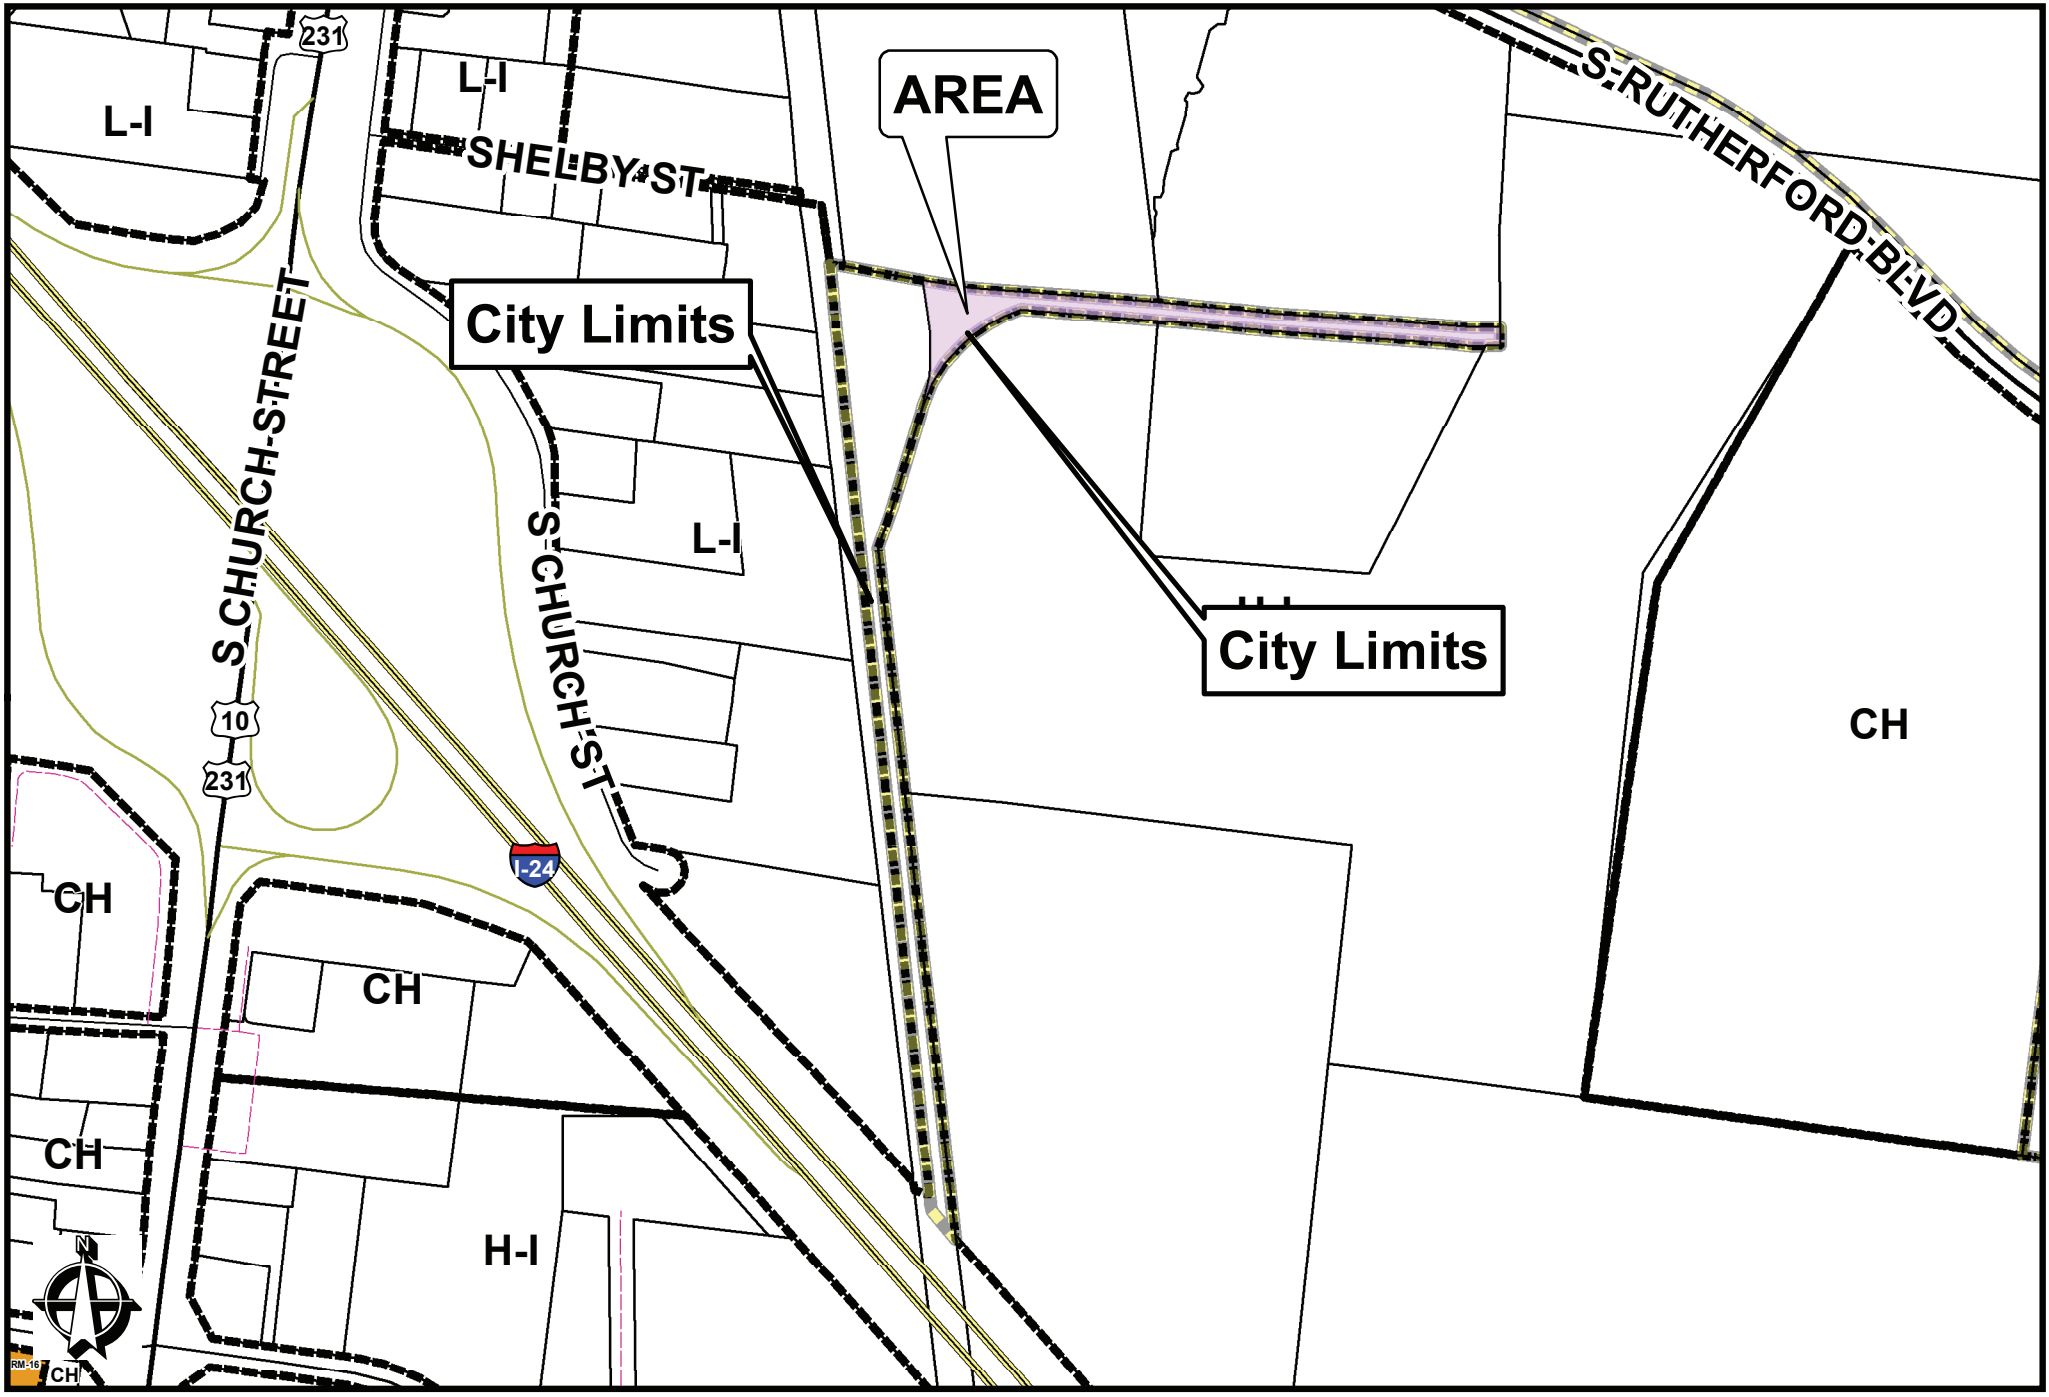 231
L-I
L-I
AREA
S RUTHERFORD BLVD
SHELBY ST
City Limits
S CHURCH STREET
L-I
S CHURCH ST
City Limits
10
231
CH
I-24
CH
CH
CH
H-I
N
RM-16
CH